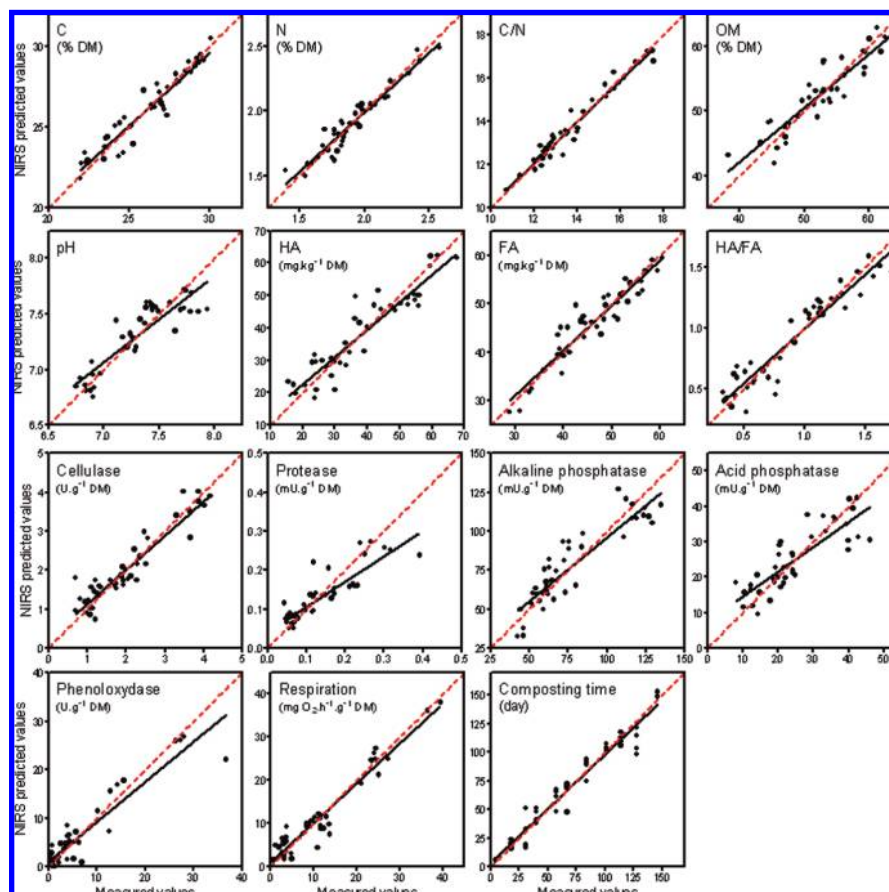 C
(% DM)
N
(% DM)
C/N
OM
(% DM)
NIRS predicted values
30
25
20
20 25 30
2.5
2.0
1.5
1.5 2.0 2.5
18
16
14
12
10
10 12 14 16 18
60
50
40
40 50 60
pH
HA
(mg.kg⁻¹ DM)
FA
(mg.kg⁻¹ DM)
HA/FA
NIRS predicted values
8.0
7.5
7.0
6.5
6.5 7.0 7.5 8.0
70
60
50
40
30
20
10
10 20 30 40 50 60 70
60
50
40
30
30 40 50 60
1.5
1.0
0.5
0.5 1.0 1.5
Cellulase
(U.g⁻¹ DM)
Protease
(mU.g⁻¹ DM)
Alkaline phosphatase
(mU.g⁻¹ DM)
Acid phosphatase
(mU.g⁻¹ DM)
NIRS predicted values
5
4
3
2
1
0
0 1 2 3 4 5
0.5
0.4
0.3
0.2
0.1
0.0
0.0 0.1 0.2 0.3 0.4 0.5
150
125
100
75
50
25
25 50 75 100 125 150
50
40
30
20
10
0
0 10 20 30 40 50
Phenoloxydase
(U.g⁻¹ DM)
Respiration
(mg O₂.h⁻¹.g⁻¹ DM)
Composting time
(day)
NIRS predicted values
40
30
20
10
0
0 10 20 30 40
40
30
20
10
0
0 10 20 30 40
150
125
100
75
50
25
0
0 25 50 75 100 125 150
Measured values
Measured values
Measured values